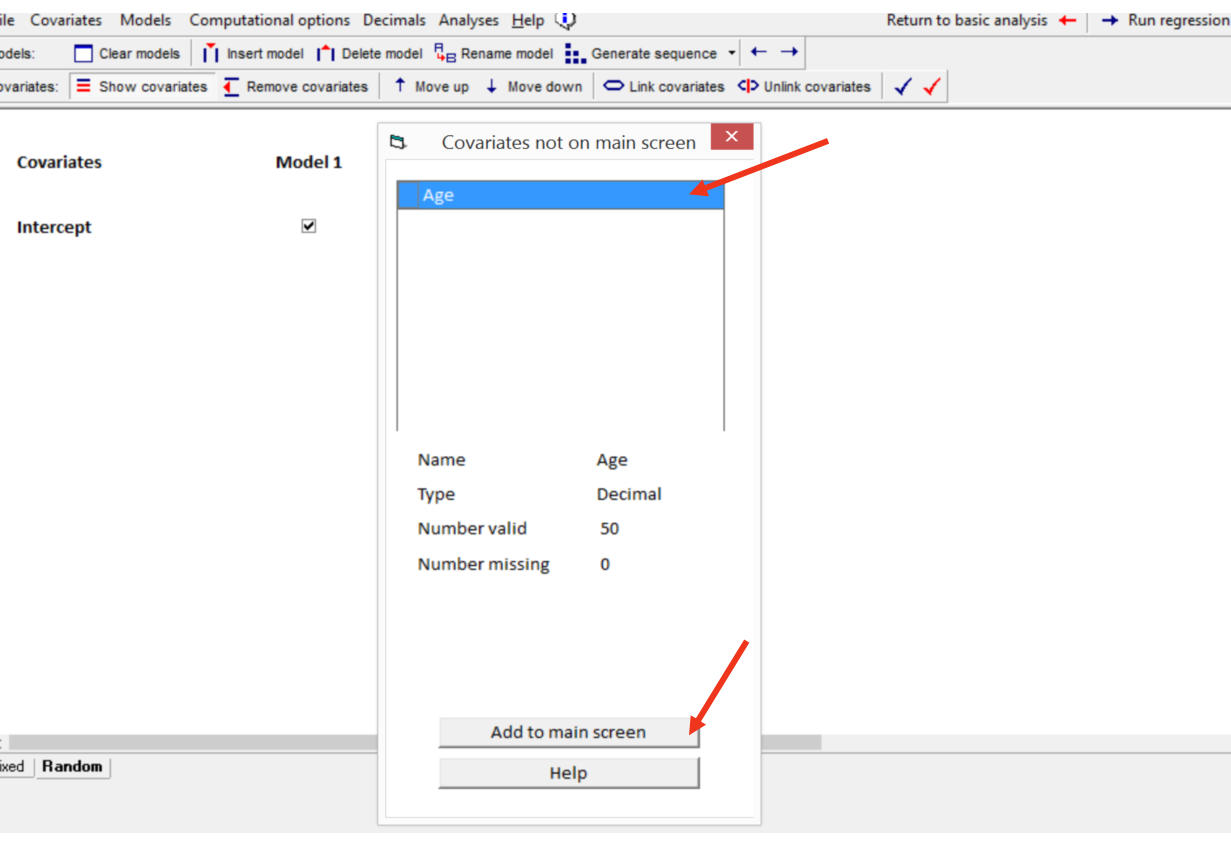 ile Covariates Models Computational options Decimals Analyses Help Return to basic analysis Run regression
odels: Clear models Insert model Delete model Rename model Generate sequence
ovariates: Show covariates Remove covariates Move up Move down Link covariates Unlink covariates
Covariates not on main screen
Covariates Model 1
Age
Intercept
Name Age
Type Decimal
Number valid 50
Number missing 0
Add to main screen
ixed Random
Help